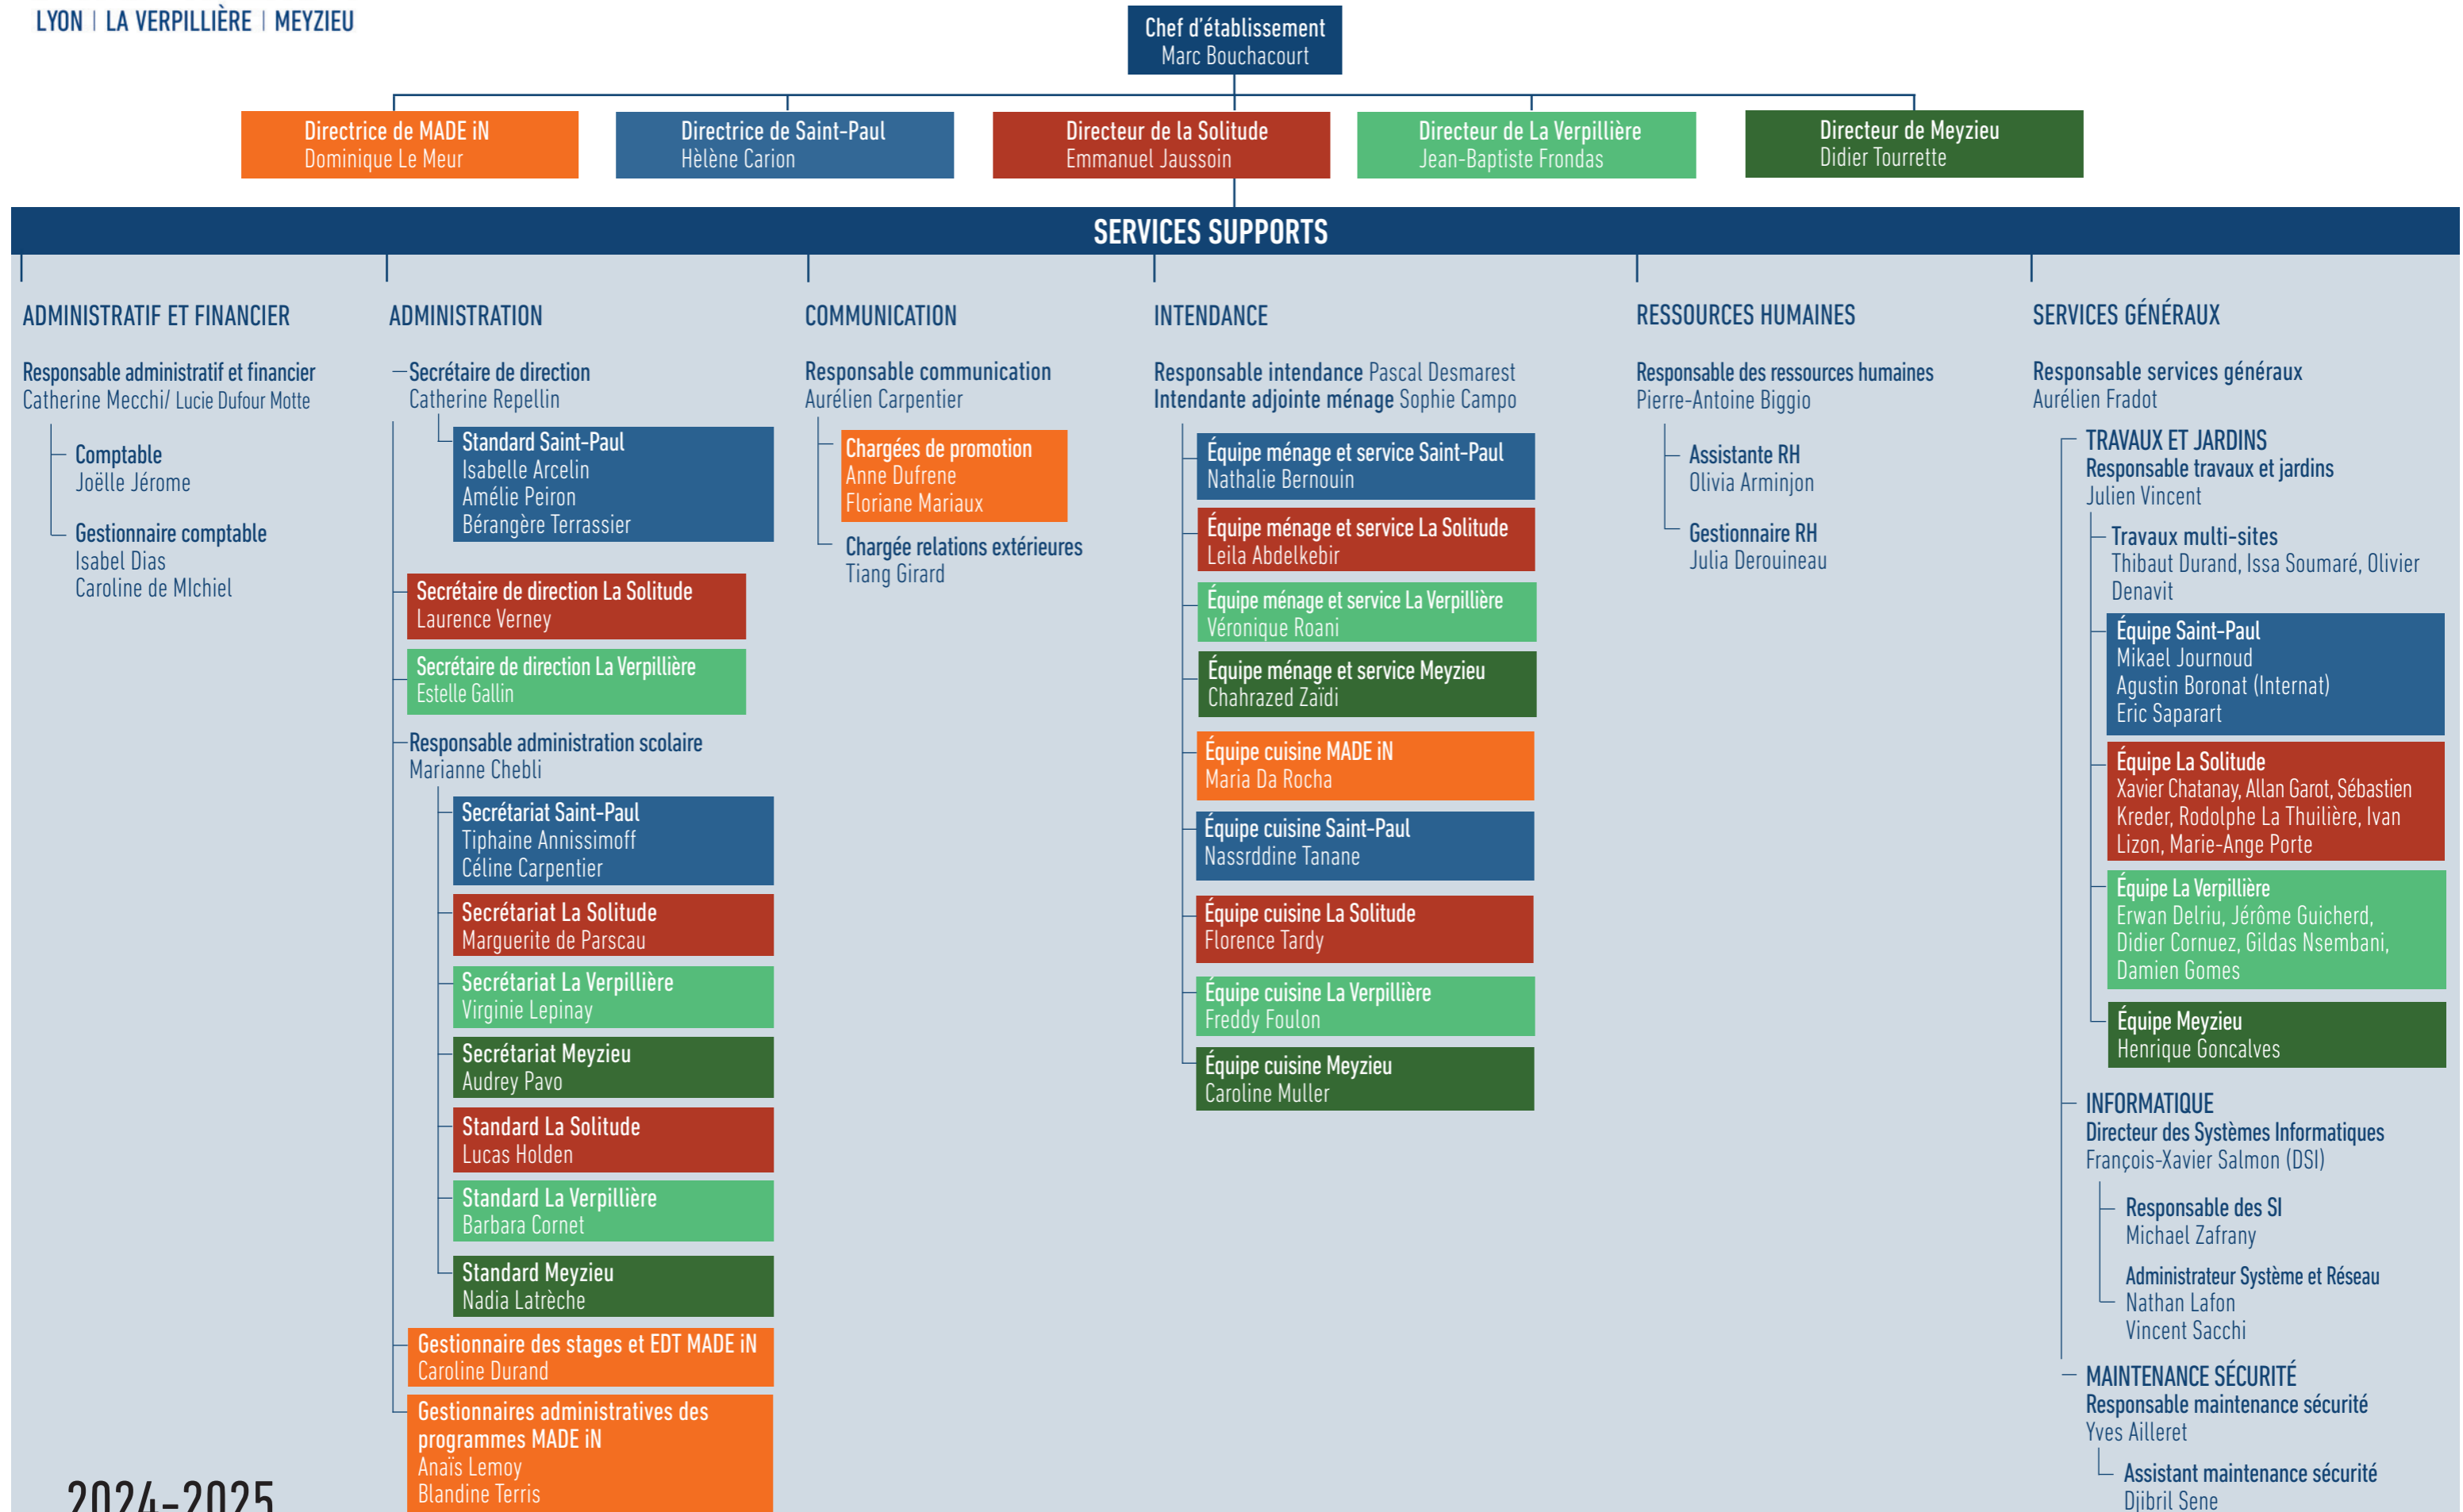 LYON | LA VERPILLIÈRE | MEYZIEU
Chef d'établissement
Marc Bouchacourt
Directrice de MADE iN
Dominique Le Meur
Directrice de Saint-Paul
Hèlène Carion
Directeur de la Solitude
Emmanuel Jaussoin
Directeur de La Verpillière
Jean-Baptiste Frondas
Directeur de Meyzieu
Didier Tourrette
SERVICES SUPPORTS
ADMINISTRATIF ET FINANCIER
Responsable administratif et financier
Catherine Mecchi/ Lucie Dufour Motte
Comptable
Joëlle Jérome
Gestionnaire comptable
Isabel Dias
Caroline de MIchiel
ADMINISTRATION
Secrétaire de direction
Catherine Repellin
Standard Saint-Paul
Isabelle Arcelin
Amélie Peiron
Bérangère Terrassier
Secrétaire de direction La Solitude
Laurence Verney
Secrétaire de direction La Verpillière
Estelle Gallin
Responsable administration scolaire
Marianne Chebli
Secrétariat Saint-Paul
Tiphaine Annissimoff
Céline Carpentier
Secrétariat La Solitude
Marguerite de Parscau
Secrétariat La Verpillière
Virginie Lepinay
Secrétariat Meyzieu
Audrey Pavo
Standard La Solitude
Lucas Holden
Standard La Verpillière
Barbara Cornet
Standard Meyzieu
Nadia Latrèche
Gestionnaire des stages et EDT MADE iN
Caroline Durand
Gestionnaires administratives des
programmes MADE iN
Anaïs Lemoy
Blandine Terris
COMMUNICATION
Responsable communication
Aurélien Carpentier
Chargées de promotion
Anne Dufrene
Floriane Mariaux
Chargée relations extérieures
Tiang Girard
INTENDANCE
Responsable intendance Pascal Desmarest
Intendante adjointe ménage Sophie Campo
Équipe ménage et service Saint-Paul
Nathalie Bernouin
Équipe ménage et service La Solitude
Leila Abdelkebir
Équipe ménage et service La Verpillière
Véronique Roani
Équipe ménage et service Meyzieu
Chahrazed Zaïdi
Équipe cuisine MADE iN
Maria Da Rocha
Équipe cuisine Saint-Paul
Nassrddine Tanane
Équipe cuisine La Solitude
Florence Tardy
Équipe cuisine La Verpillière
Freddy Foulon
Équipe cuisine Meyzieu
Caroline Muller
RESSOURCES HUMAINES
Responsable des ressources humaines
Pierre-Antoine Biggio
Assistante RH
Olivia Arminjon
Gestionnaire RH
Julia Derouineau
SERVICES GÉNÉRAUX
Responsable services généraux
Aurélien Fradot
TRAVAUX ET JARDINS
Responsable travaux et jardins
Julien Vincent
Travaux multi-sites
Thibaut Durand, Issa Soumaré, Olivier
Denavit
Équipe Saint-Paul
Mikael Journoud
Agustin Boronat (Internat)
Eric Saparart
Équipe La Solitude
Xavier Chatanay, Allan Garot, Sébastien
Kreder, Rodolphe La Thuilière, Ivan
Lizon, Marie-Ange Porte
Équipe La Verpillière
Erwan Delriu, Jérôme Guicherd,
Didier Cornuez, Gildas Nsembani,
Damien Gomes
Équipe Meyzieu
Henrique Goncalves
INFORMATIQUE
Directeur des Systèmes Informatiques
François-Xavier Salmon (DSI)
Responsable des SI
Michael Zafrany
Administrateur Système et Réseau
Nathan Lafon
Vincent Sacchi
MAINTENANCE SÉCURITÉ
Responsable maintenance sécurité
Yves Ailleret
Assistant maintenance sécurité
Djibril Sene
2024-2025